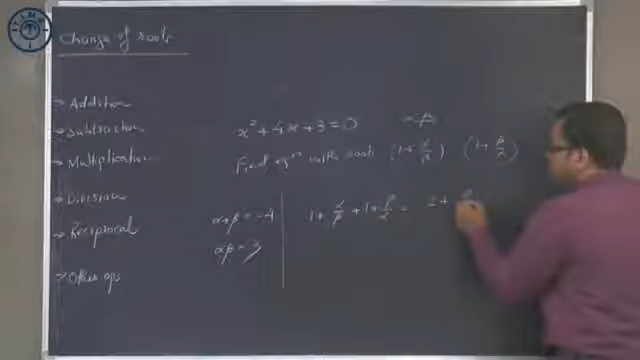 Change of roots
→ Addition
→ Subtraction
→ Multiplication
→ Division
→ Reciprocal
→ Other ops
x² + 4x + 3 = 0 α, β
Find eqn with roots (1 + α/β) (1 + β/α)
α + β = -4
αβ = 3
1 + α/β + 1 + β/α = 2 +